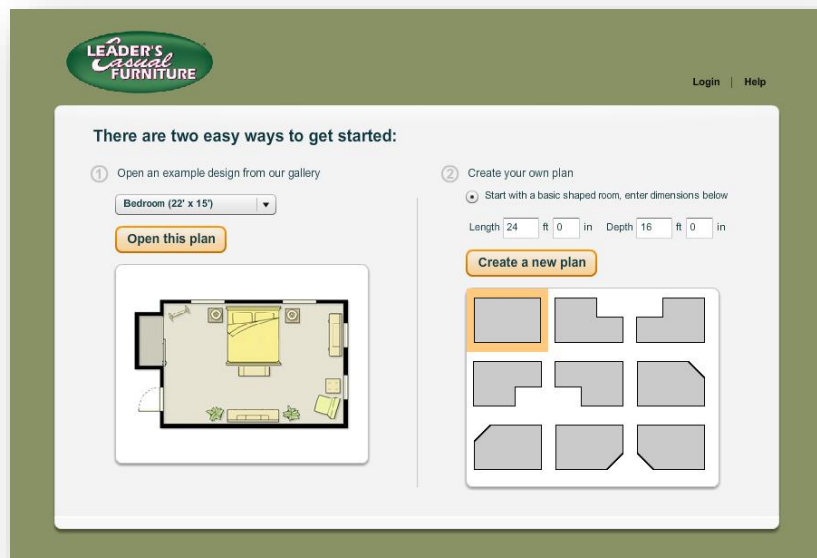 LEADER'S
Casual
FURNITURE
Login | Help
There are two easy ways to get started:
1 Open an example design from our gallery
Bedroom (22' x 15')
Open this plan
2 Create your own plan
Start with a basic shaped room, enter dimensions below
Length 24 ft 0 in Depth 16 ft 0 in
Create a new plan